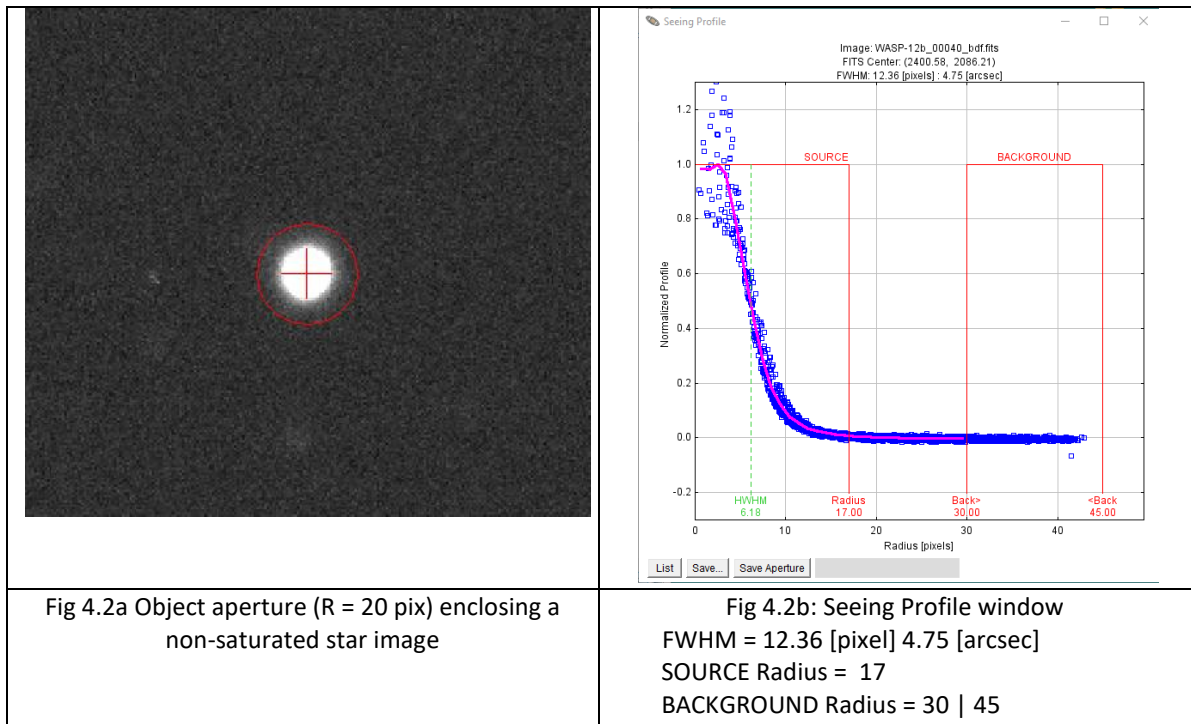 Seeing Profile
Image: WASP-12b_00040_bdf.fits
FITS Center: (2400.58, 2086.21)
FWHM: 12.36 [pixels] : 4.75 [arcsec]
SOURCE
BACKGROUND
1.2
1.0
0.8
0.6
0.4
0.2
0.0
-0.2
Normalized Profile
HWHM
6.18
Radius
17.00
Back>
30.00
<Back
45.00
0 10 20 30 40
Radius [pixels]
List Save... Save Aperture
Fig 4.2a Object aperture (R = 20 pix) enclosing a
non-saturated star image
Fig 4.2b: Seeing Profile window
FWHM = 12.36 [pixel] 4.75 [arcsec]
SOURCE Radius = 17
BACKGROUND Radius = 30 | 45